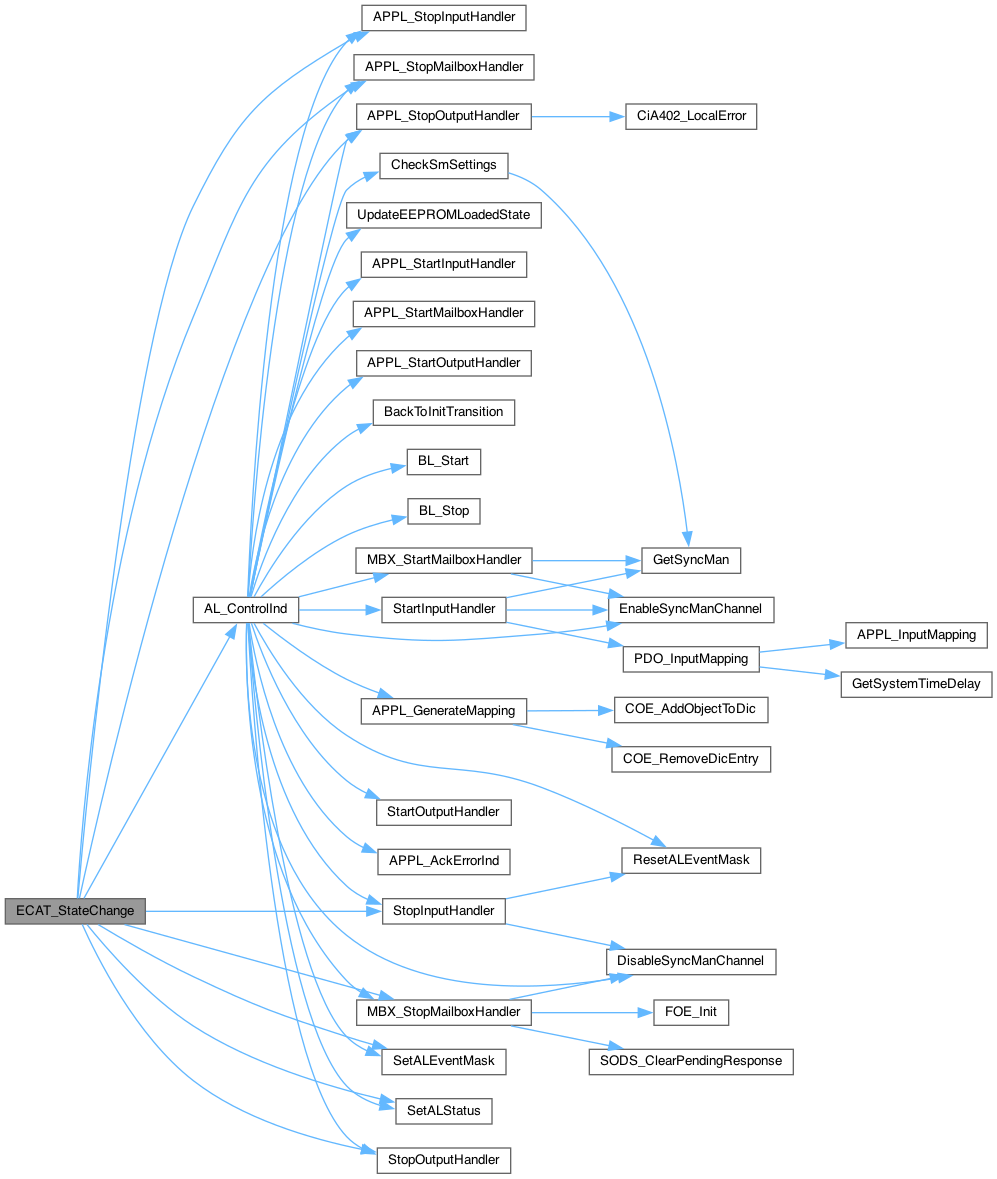 APPL_StopInputHandler
APPL_StopMailboxHandler
APPL_StopOutputHandler
CiA402_LocalError
CheckSmSettings
UpdateEEPROMLoadedState
APPL_StartInputHandler
APPL_StartMailboxHandler
APPL_StartOutputHandler
BackToInitTransition
BL_Start
BL_Stop
MBX_StartMailboxHandler
GetSyncMan
AL_ControlInd
StartInputHandler
EnableSyncManChannel
APPL_InputMapping
PDO_InputMapping
GetSystemTimeDelay
APPL_GenerateMapping
COE_AddObjectToDic
COE_RemoveDicEntry
StartOutputHandler
APPL_AckErrorInd
ResetALEventMask
ECAT_StateChange
StopInputHandler
DisableSyncManChannel
MBX_StopMailboxHandler
FOE_Init
SetALEventMask
SODS_ClearPendingResponse
SetALStatus
StopOutputHandler